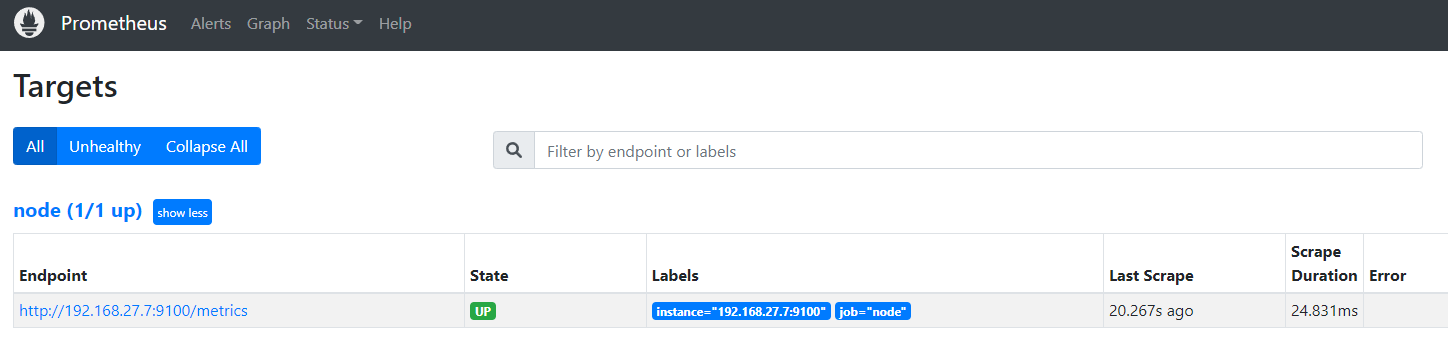 Prometheus Alerts Graph Status Help
Targets
All Unhealthy Collapse All
Filter by endpoint or labels
node (1/1 up) show less
Endpoint State Labels Last Scrape Scrape Duration Error
http://192.168.27.7:9100/metrics UP instance="192.168.27.7:9100" job="node" 20.267s ago 24.831ms